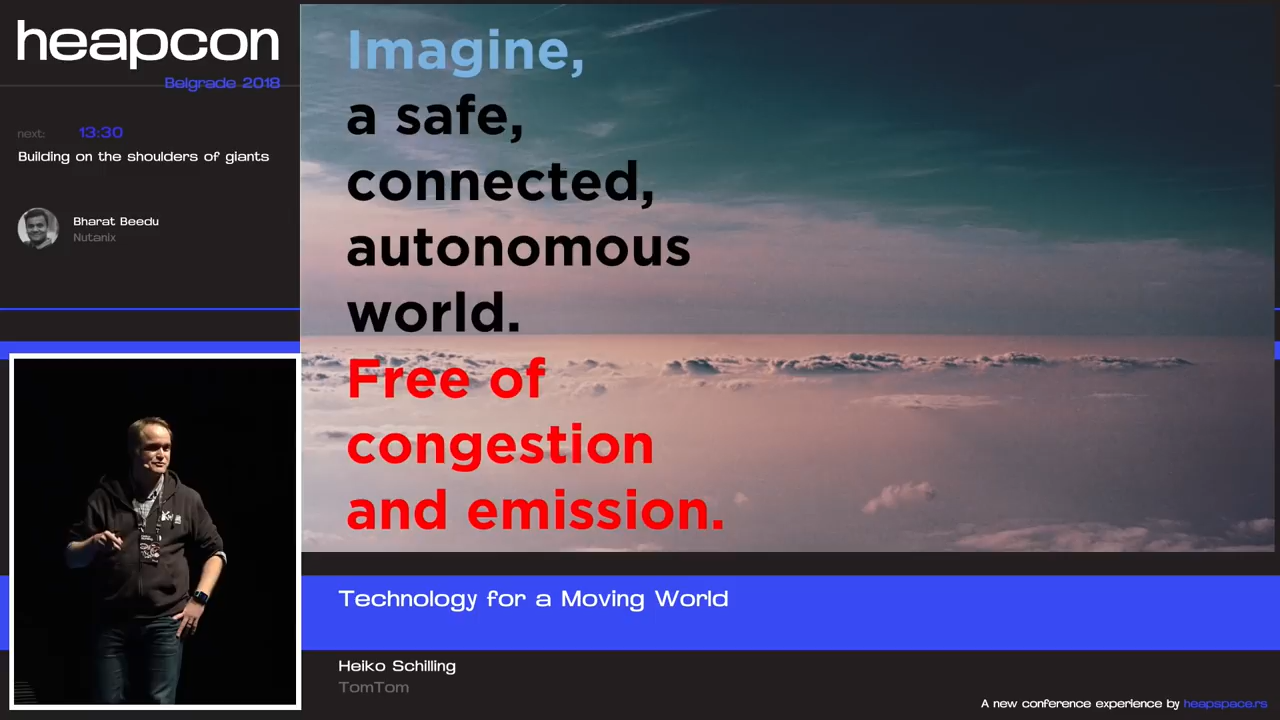 heapcon
Belgrade 2018
next: 13:30
Building on the shoulders of giants
Bharat Beedu
Nutanix
Imagine,
a safe,
connected,
autonomous
world.
Free of
congestion
and emission.
Technology for a Moving World
Heiko Schilling
TomTom
A new conference experience by heapspace.rs